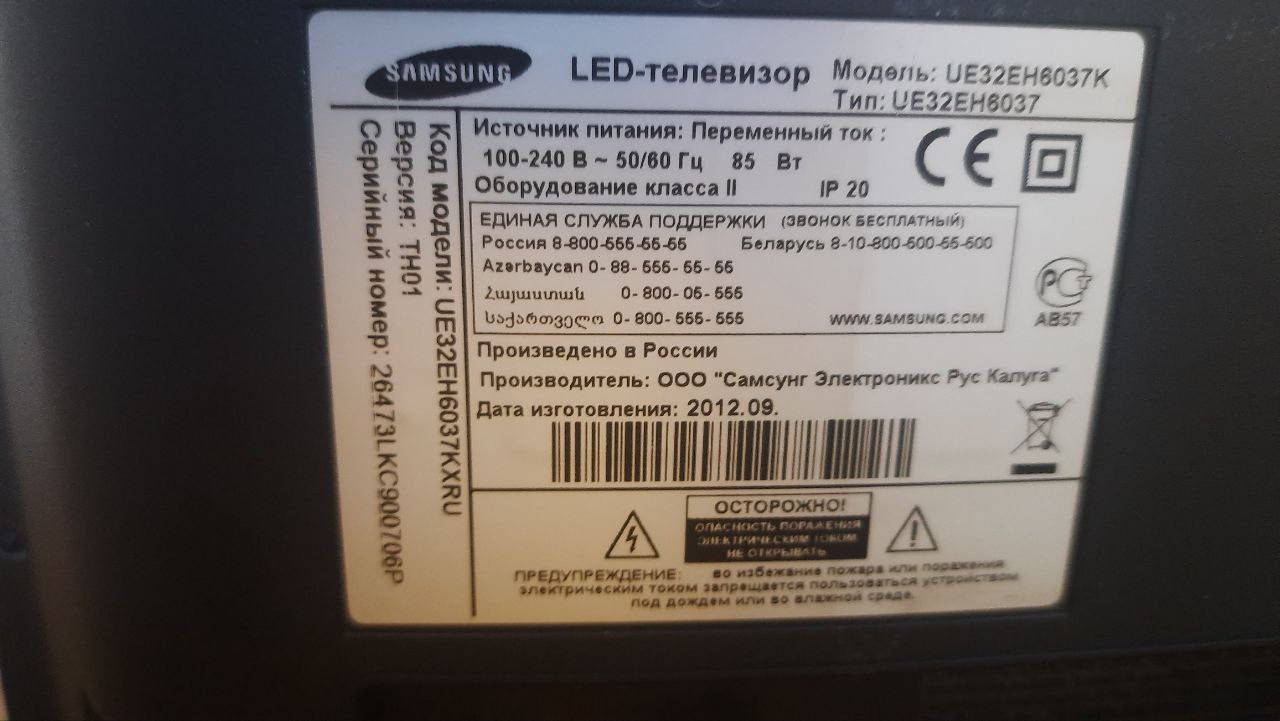 SAMSUNG
LED-телевизор
Модель: UE32EH6037K
Тип: UE32EH6037
Код модели: UE32EH6037KXRU
Версия: TH01
Серийный номер: 26473LKC900706P
Источник питания: Переменный ток :
100-240 В ~ 50/60 Гц 85 Вт
Оборудование класса II IP 20
CE
ЕДИНАЯ СЛУЖБА ПОДДЕРЖКИ (ЗВОНОК БЕСПЛАТНЫЙ)
Россия 8-800-555-55-55 Беларусь 8-10-800-500-55-500
Azərbaycan 0- 88- 555- 55- 55
Հայաստան 0- 800- 05- 555
საქართველო 0- 800- 555- 555 WWW.SAMSUNG.COM
РСТ
АВ57
Произведено в России
Производитель: ООО "Самсунг Электроникс Рус Калуга"
Дата изготовления: 2012.09.
ОСТОРОЖНО!
ОПАСНОСТЬ ПОРАЖЕНИЯ
ЭЛЕКТРИЧЕСКИМ ТОКОМ
НЕ ОТКРЫВАТЬ
ПРЕДУПРЕЖДЕНИЕ: во избежание пожара или поражения
электрическим током запрещается пользоваться устройством
под дождем или во влажной среде.